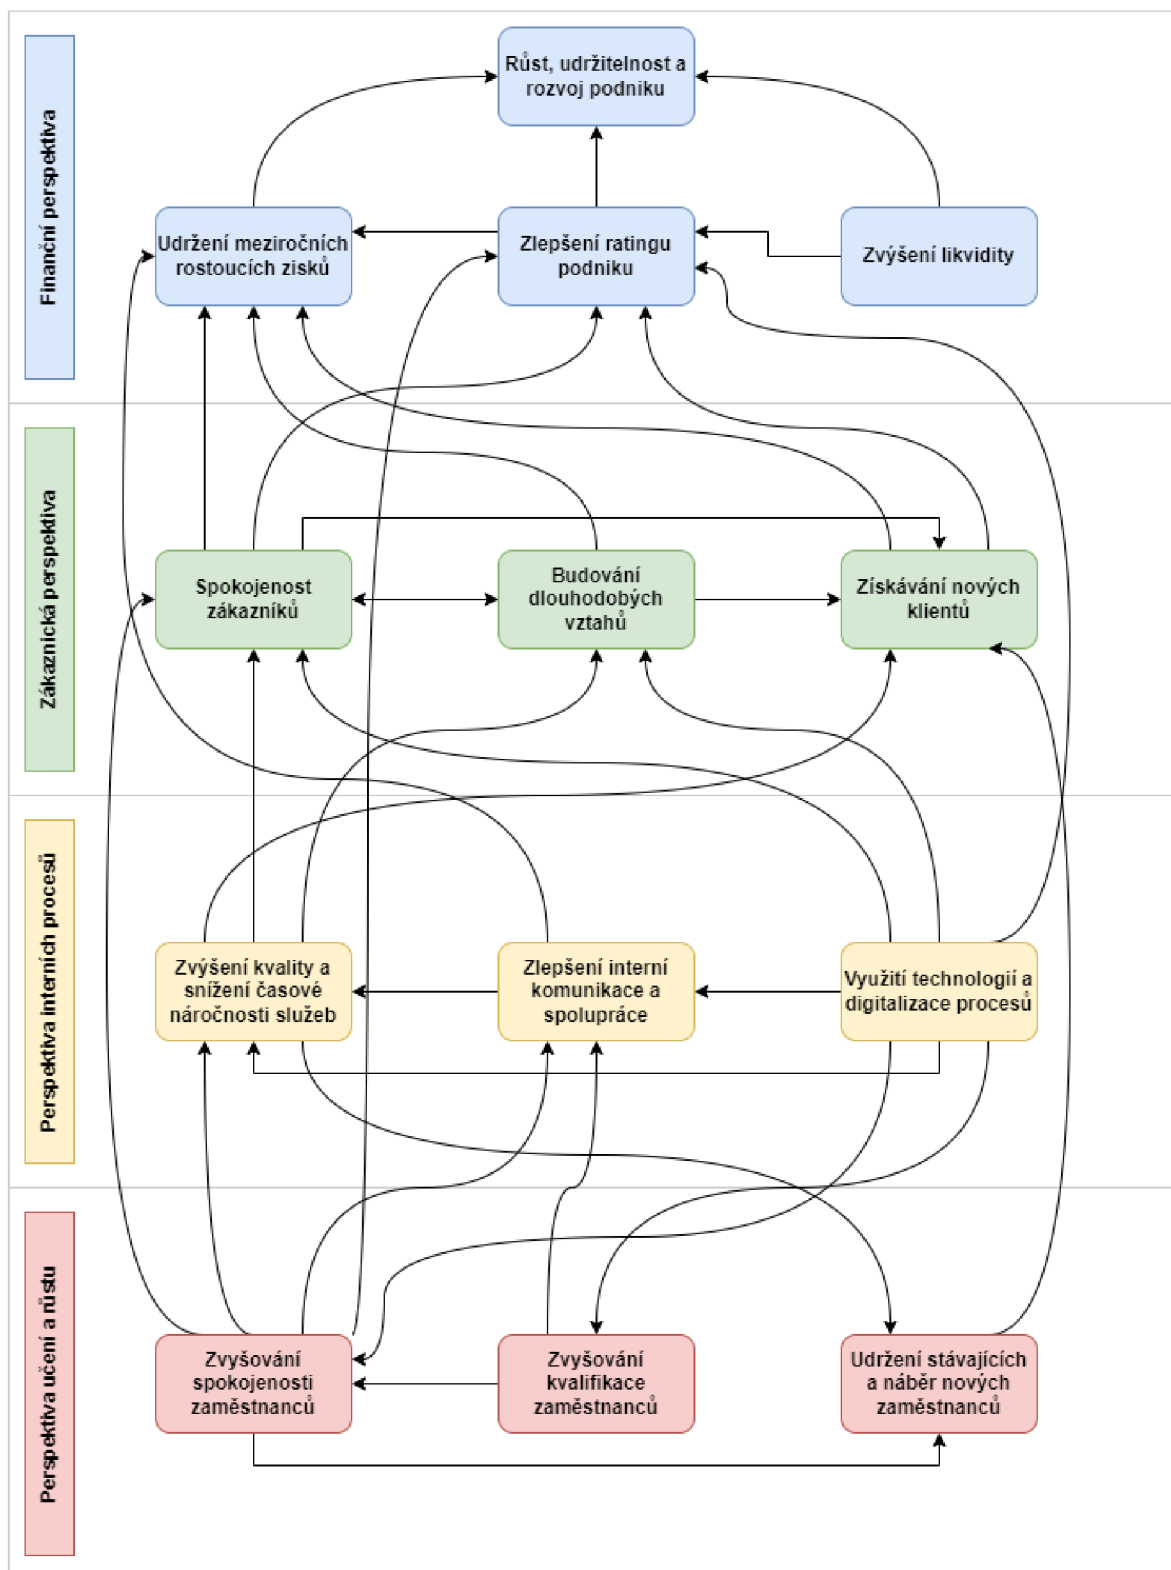 Finanční perspektiva
Růst, udržitelnost a
rozvoj podniku
Udržení meziročních
rostoucích zisků
Zlepšení ratingu
podniku
Zvýšení likvidity
Zákaznická perspektiva
Spokojenost
zákazníků
Budování
dlouhodobých
vztahů
Získávání nových
klientů
Perspektiva interních procesů
Zvýšení kvality a
snížení časové
náročnosti služeb
Zlepšení interní
komunikace a
spolupráce
Využití technologií a
digitalizace procesů
Perspektiva učení a růstu
Zvyšování
spokojenosti
zaměstnanců
Zvyšování
kvalifikace
zaměstnanců
Udržení stávajících
a náběr nových
zaměstnanců